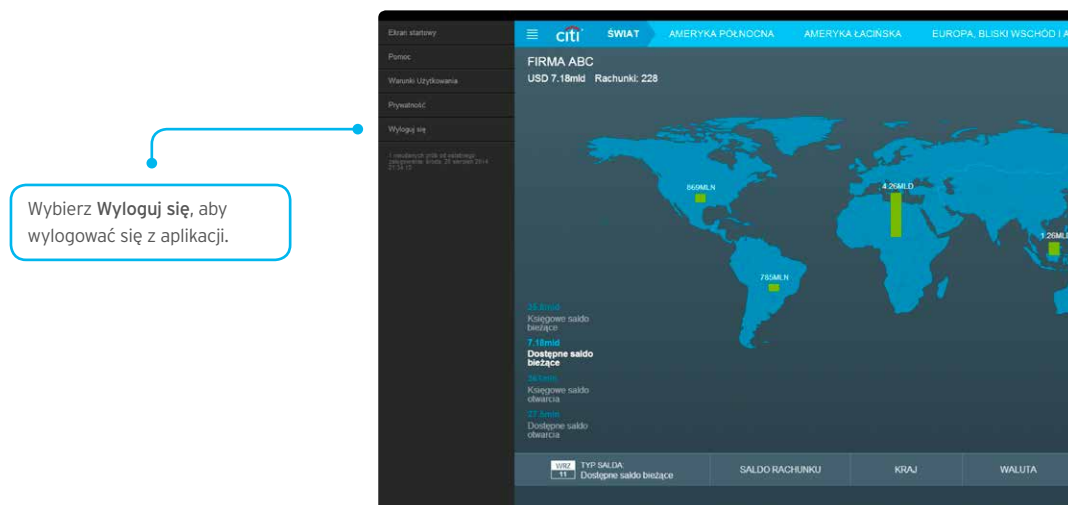 Ekran startowy
Pomoc
Warunki Użytkowania
Prywatność
Wyloguj się
citi
ŚWIAT
AMERYKA PÓŁNOCNA
AMERYKA ŁACIŃSKA
EUROPA, BLISKI WSCHÓD I A
FIRMA ABC
USD 7.18mld Rachunki: 228
Wybierz Wyloguj się, aby
wylogować się z aplikacji.
869MLN
4.26MLD
1.26MLD
765MLN
Księgowe saldo
bieżące
7.18mld
Dostępne saldo
bieżące
Księgowe saldo
otwarcia
Dostępne saldo
otwarcia
WRZ
11
TYP SALDA:
Dostępne saldo bieżące
SALDO RACHUNKU
KRAJ
WALUTA